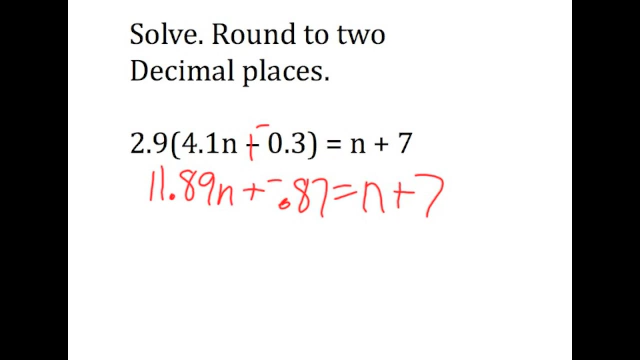 Solve. Round to two
Decimal places.
2.9(4.1n +- 0.3) = n + 7
11.89n + -.87 = n + 7